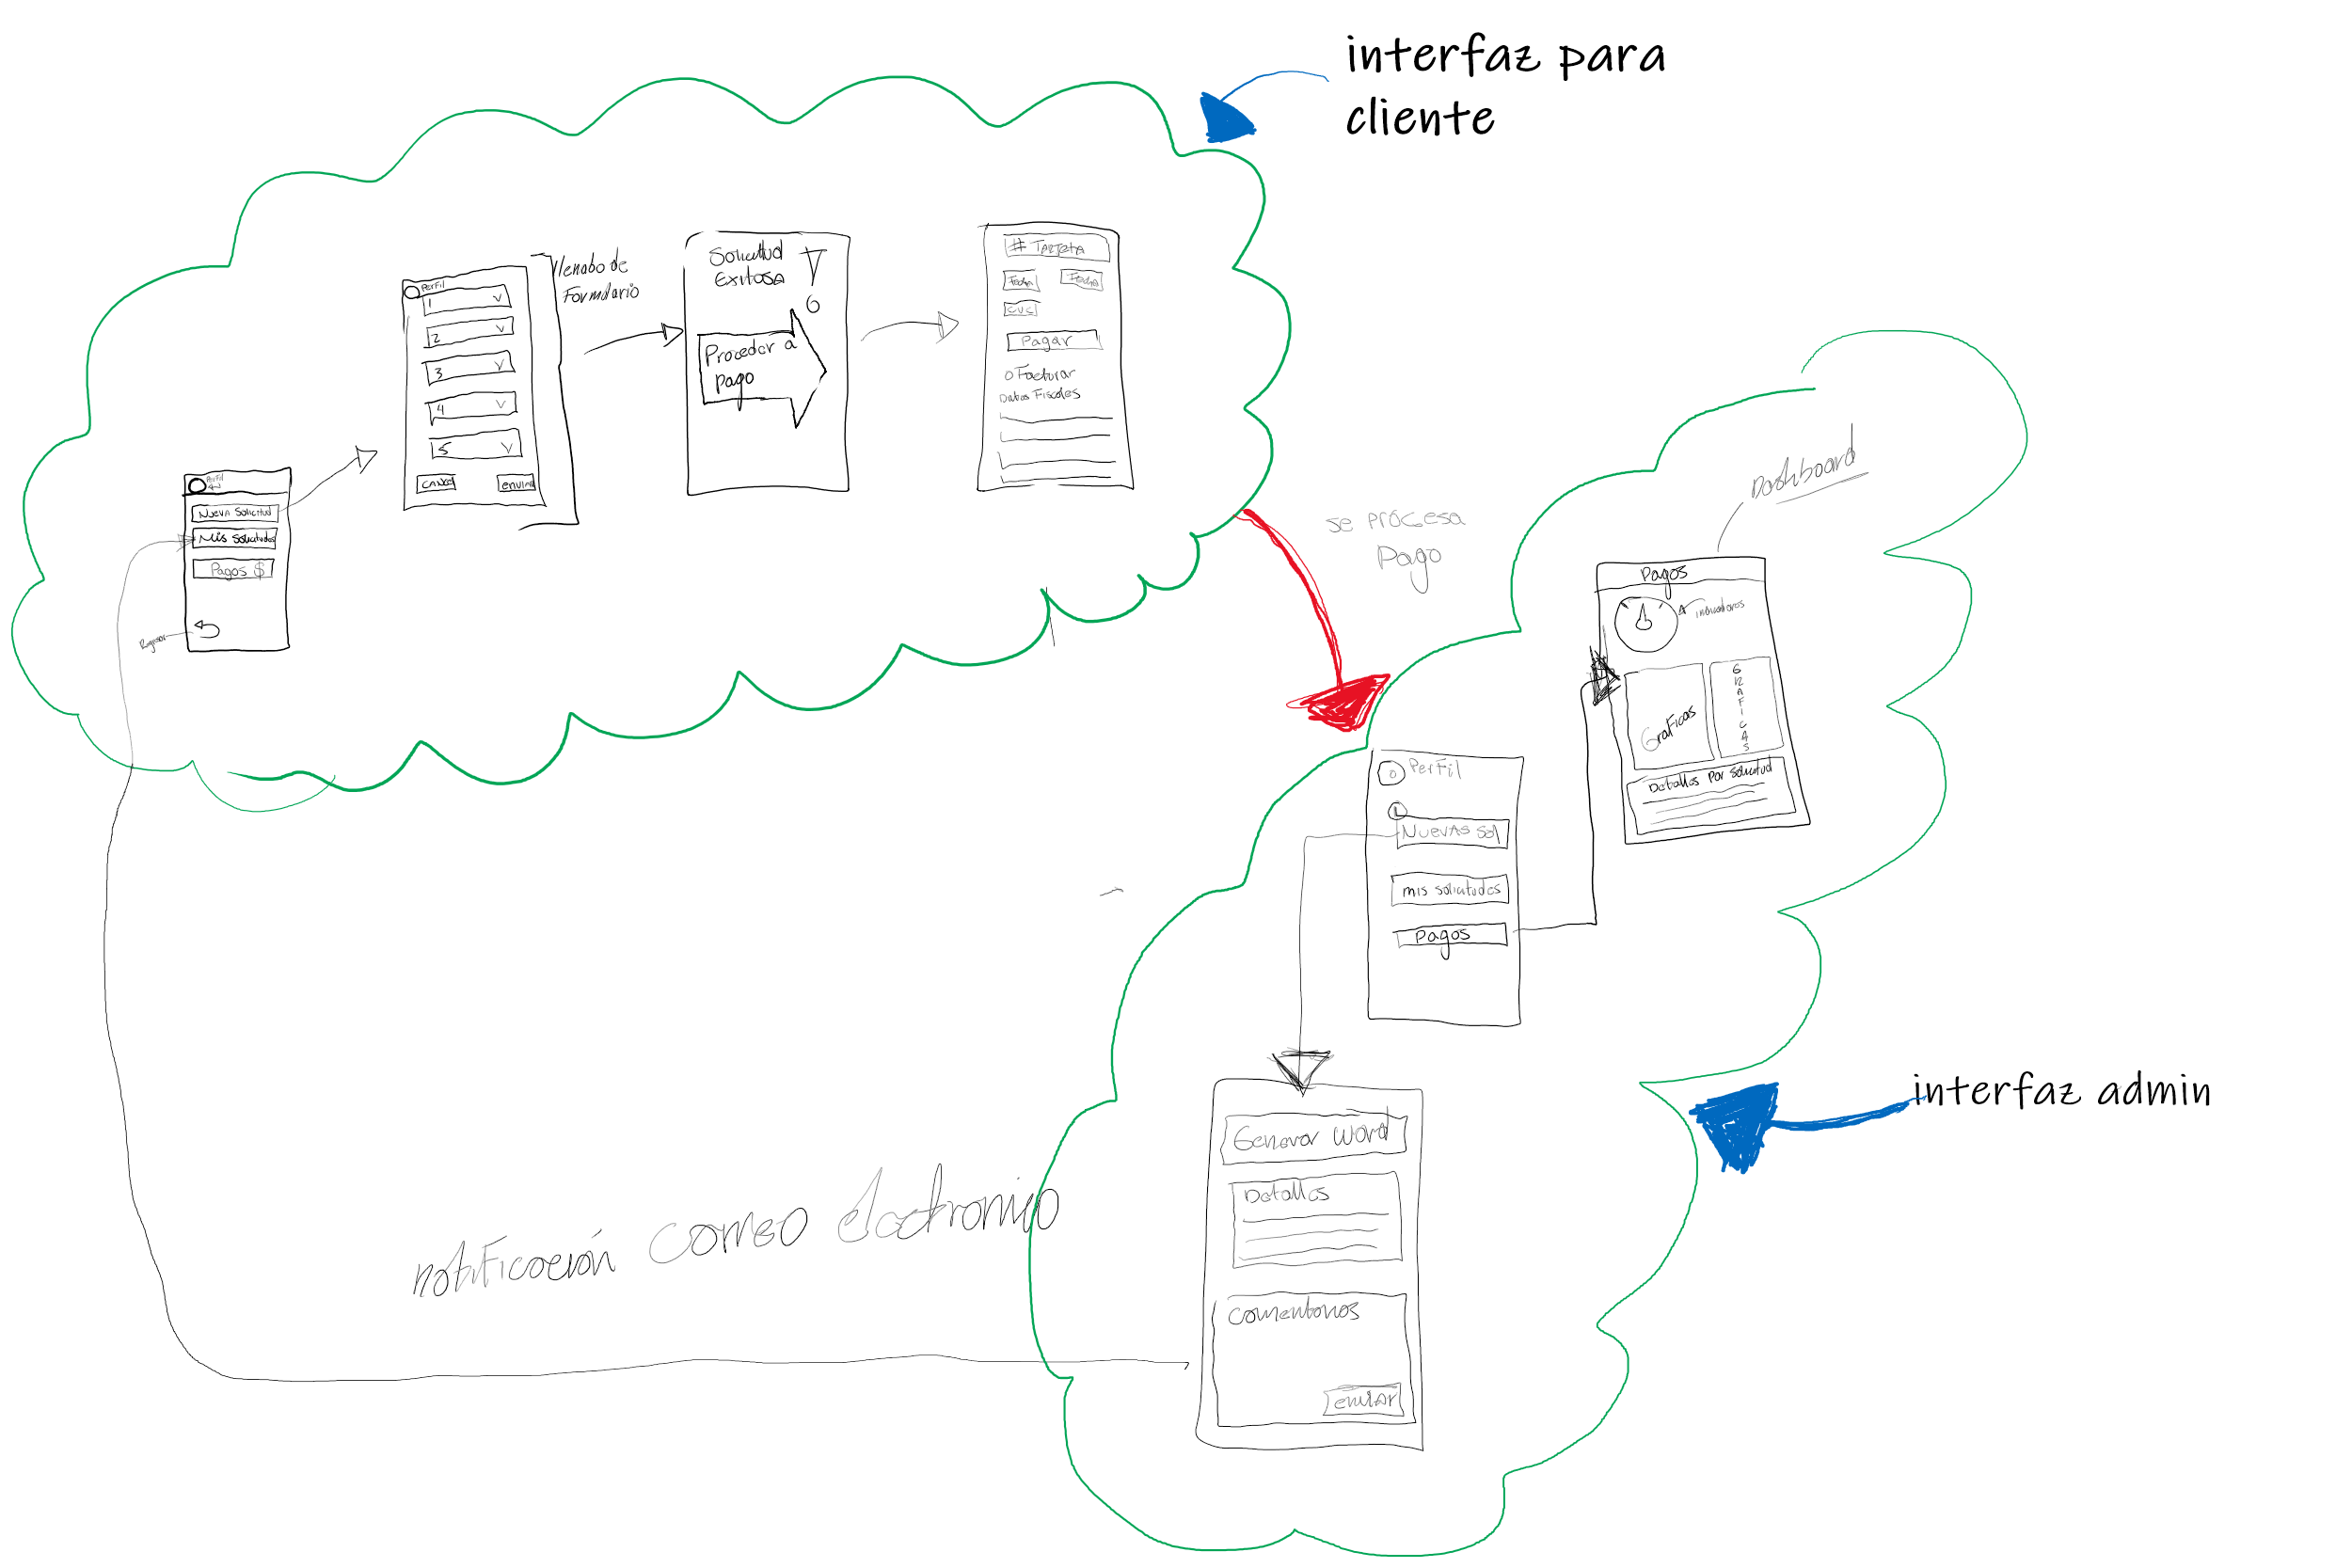 interfaz para
cliente
Perfil
Nueva Solicitud
Mis solicitudes
Pagos $
Regresar
Perfil
1
2
3
4
5
cancel
enviar
llenabo de
Formulario
Solicitud
Exitosa
Proceder a
pago
# Tarjeta
Fecha
Fecha
CVC
Pagar
o Facturar
Datos Fiscales
se procesa
Pago
Dashboard
Pagos
indicadores
Graficas
GRAFICAS
Detalles por solicitud
Perfil
1
Nuevas sol
mis solicitudes
Pagos
interfaz admin
Generar Word
Detalles
comentarios
enviar
notificación correo electronico